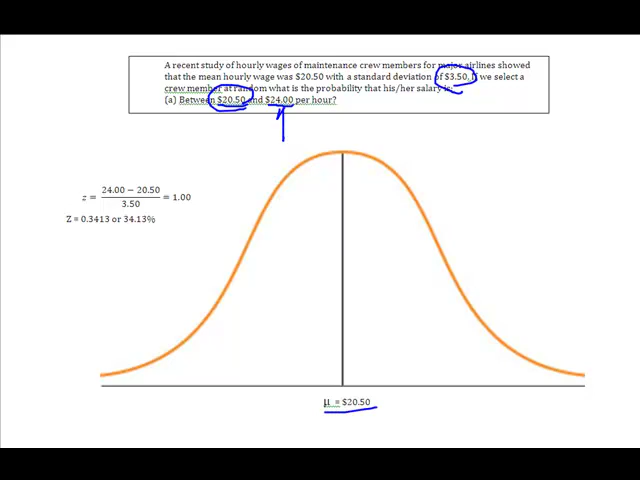 A recent study of hourly wages of maintenance crew members for major airlines showed
that the mean hourly wage was $20.50 with a standard deviation of $3.50. If we select a
crew member at random what is the probability that his/her salary is:
(a) Between $20.50 and $24.00 per hour?
z = (24.00 − 20.50)/3.50 = 1.00
Z = 0.3413 or 34.13%
μ = $20.50